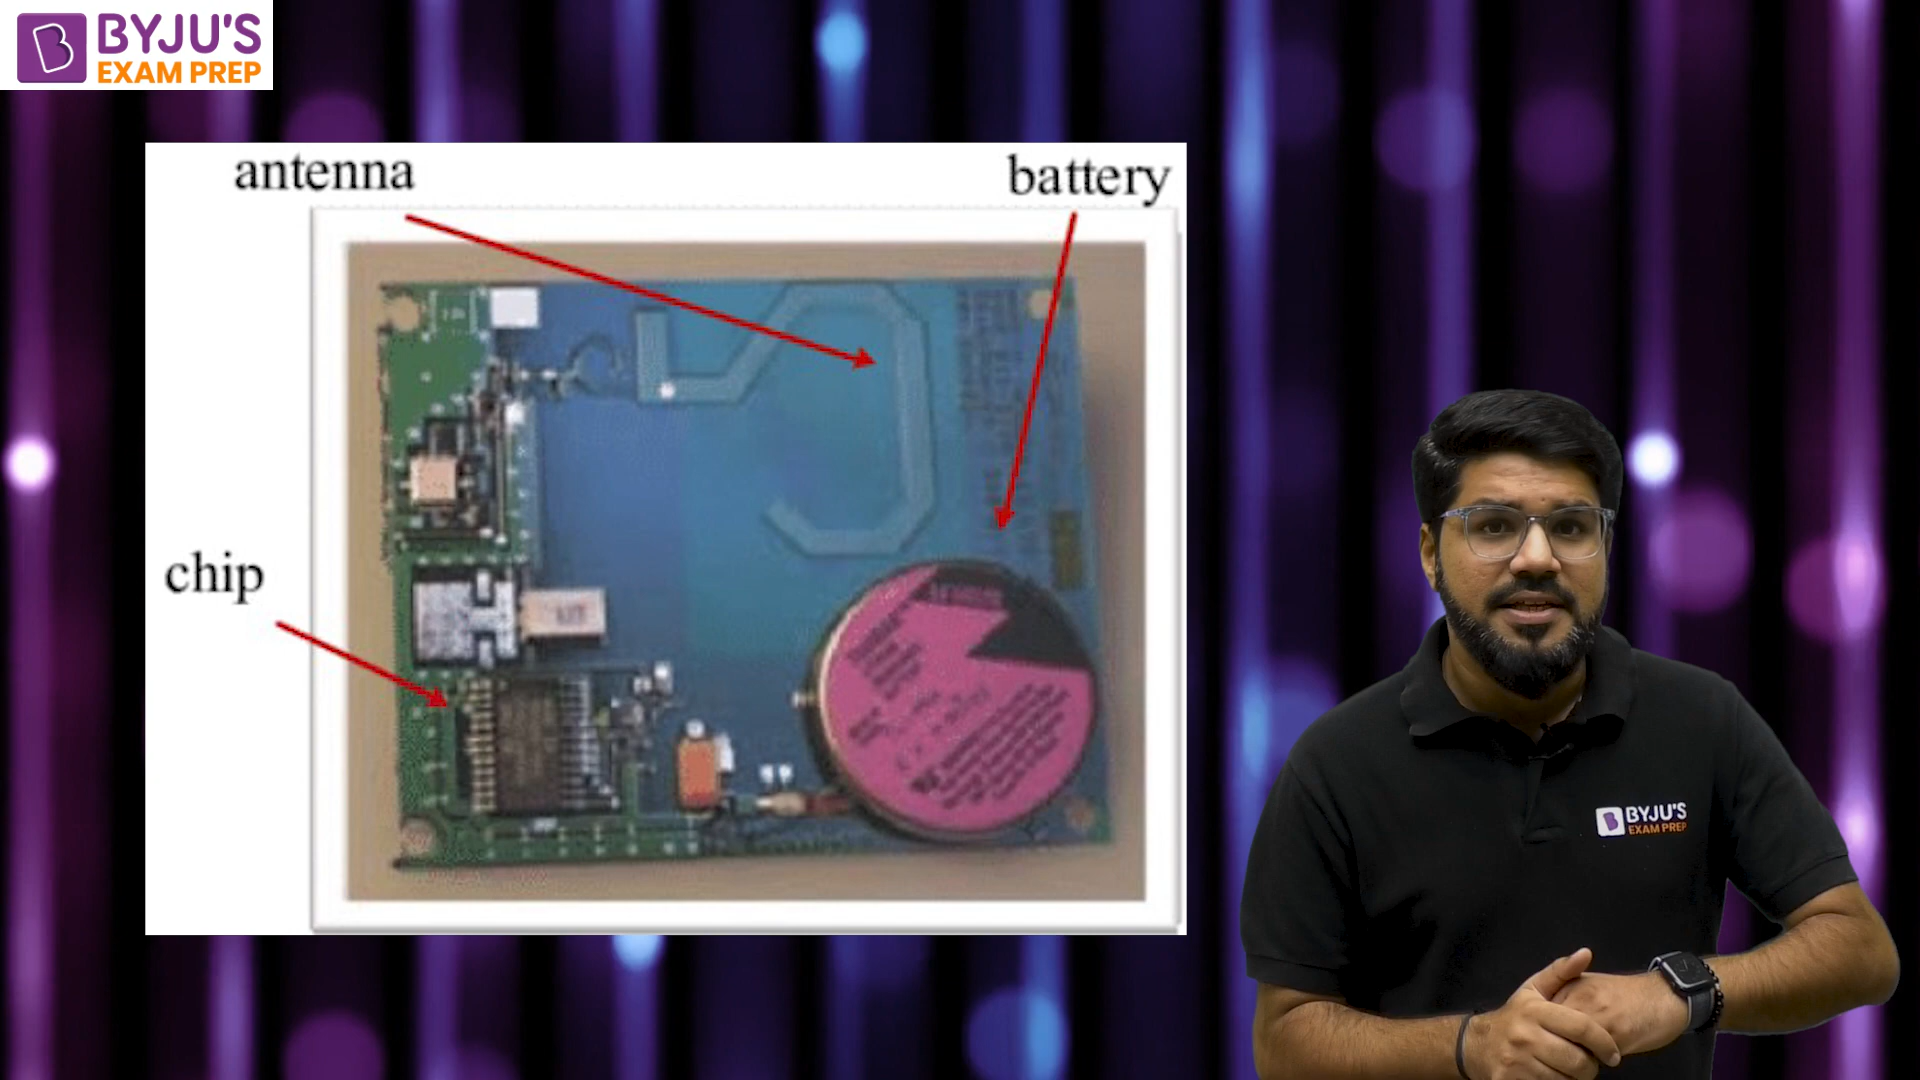 BYJU'S
EXAM PREP
antenna
battery
chip
BYJU'S
EXAM PREP